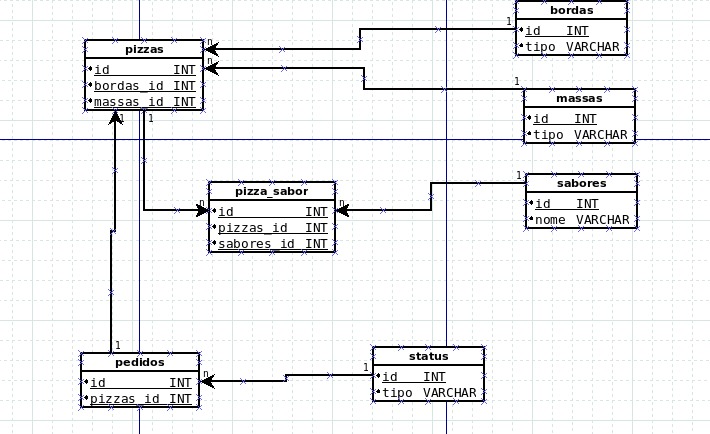 bordas
1
id INT
tipo VARCHAR
pizzas
n
id INT
n
bordas_id INT
massas_id INT
1
massas
id INT
tipo VARCHAR
1
1
pizza_sabor
n
id INT
n
pizzas_id INT
sabores_id INT
1
sabores
id INT
nome VARCHAR
1
pedidos
n
id INT
pizzas_id INT
1
status
id INT
tipo VARCHAR